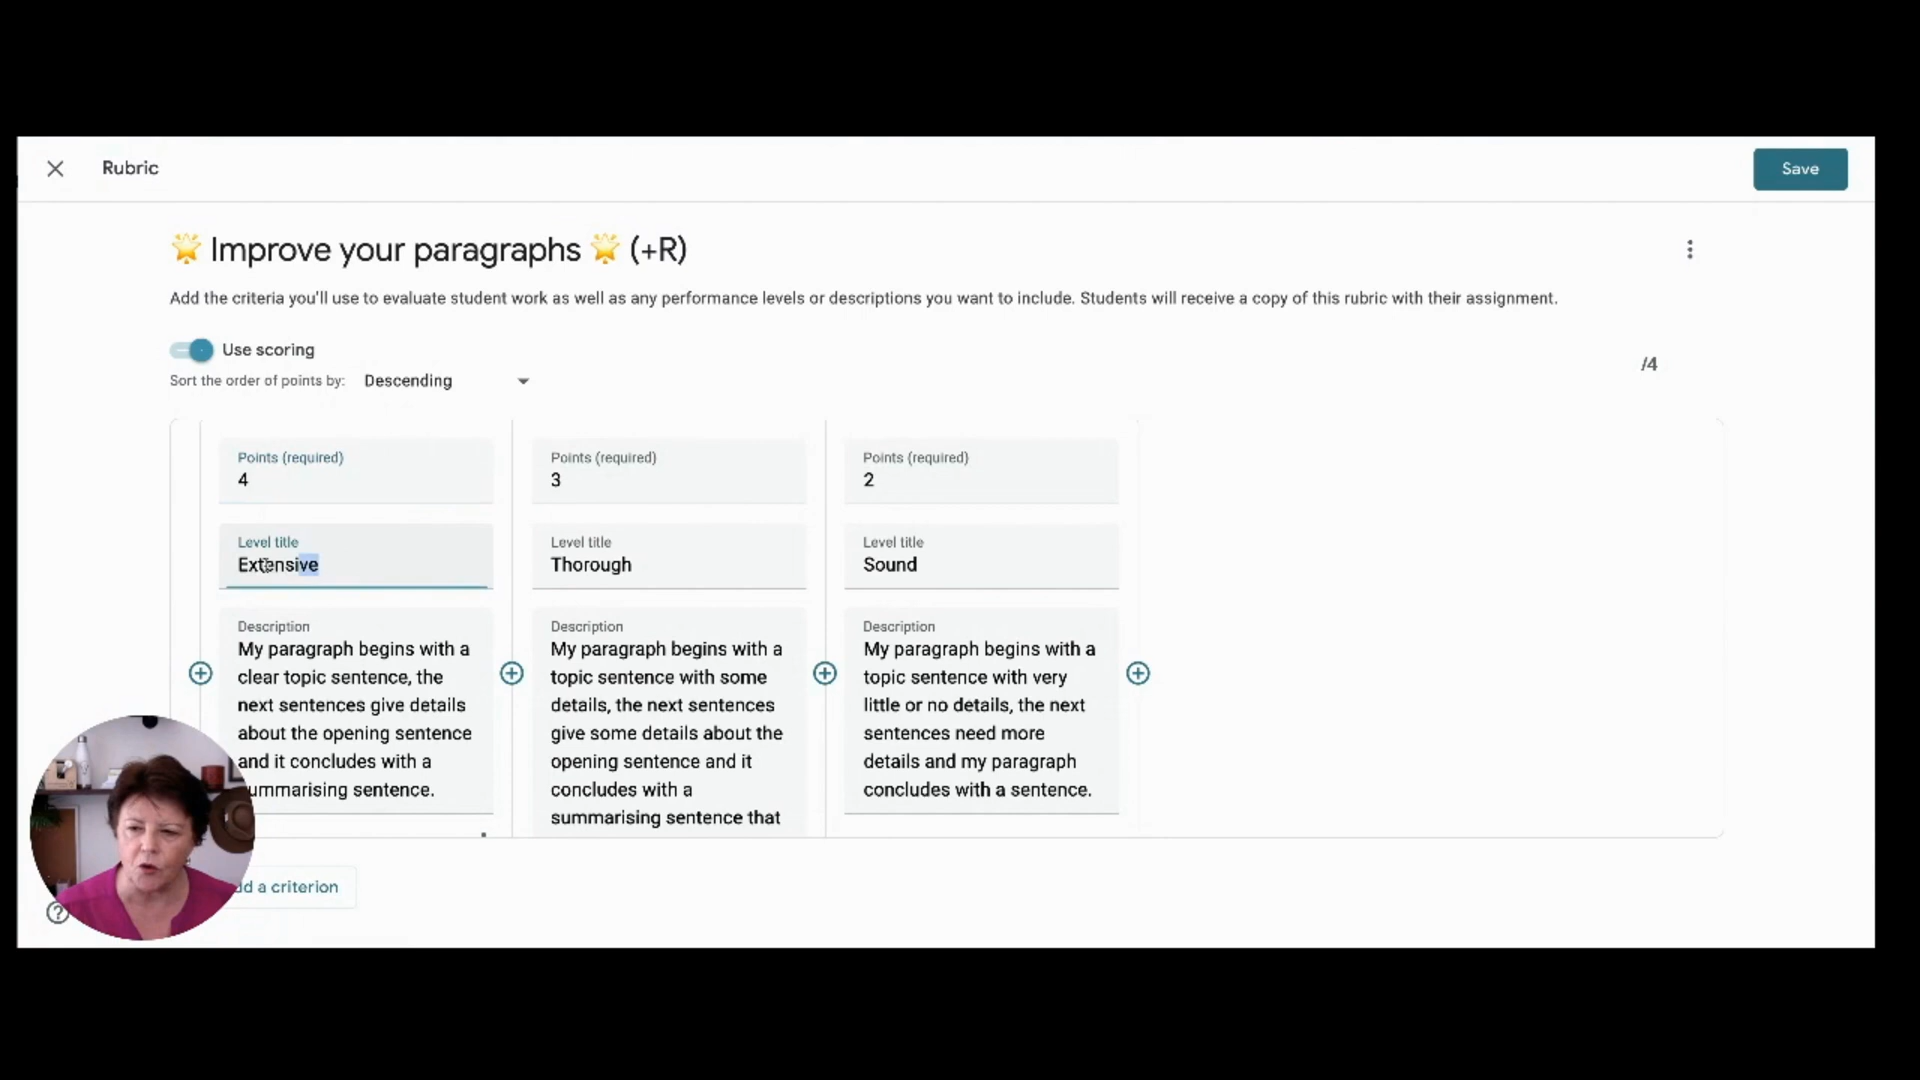 Rubric
Save
🌟 Improve your paragraphs 🌟 (+R)
Add the criteria you'll use to evaluate student work as well as any performance levels or descriptions you want to include. Students will receive a copy of this rubric with their assignment.
Use scoring
/4
Sort the order of points by: Descending
Points (required)
4
Level title
Extensive
Description
My paragraph begins with a
clear topic sentence, the
next sentences give details
about the opening sentence
and it concludes with a
ummarising sentence.
Points (required)
3
Level title
Thorough
Description
My paragraph begins with a
topic sentence with some
details, the next sentences
give some details about the
opening sentence and it
concludes with a
summarising sentence that
Points (required)
2
Level title
Sound
Description
My paragraph begins with a
topic sentence with very
little or no details, the next
sentences need more
details and my paragraph
concludes with a sentence.
dd a criterion